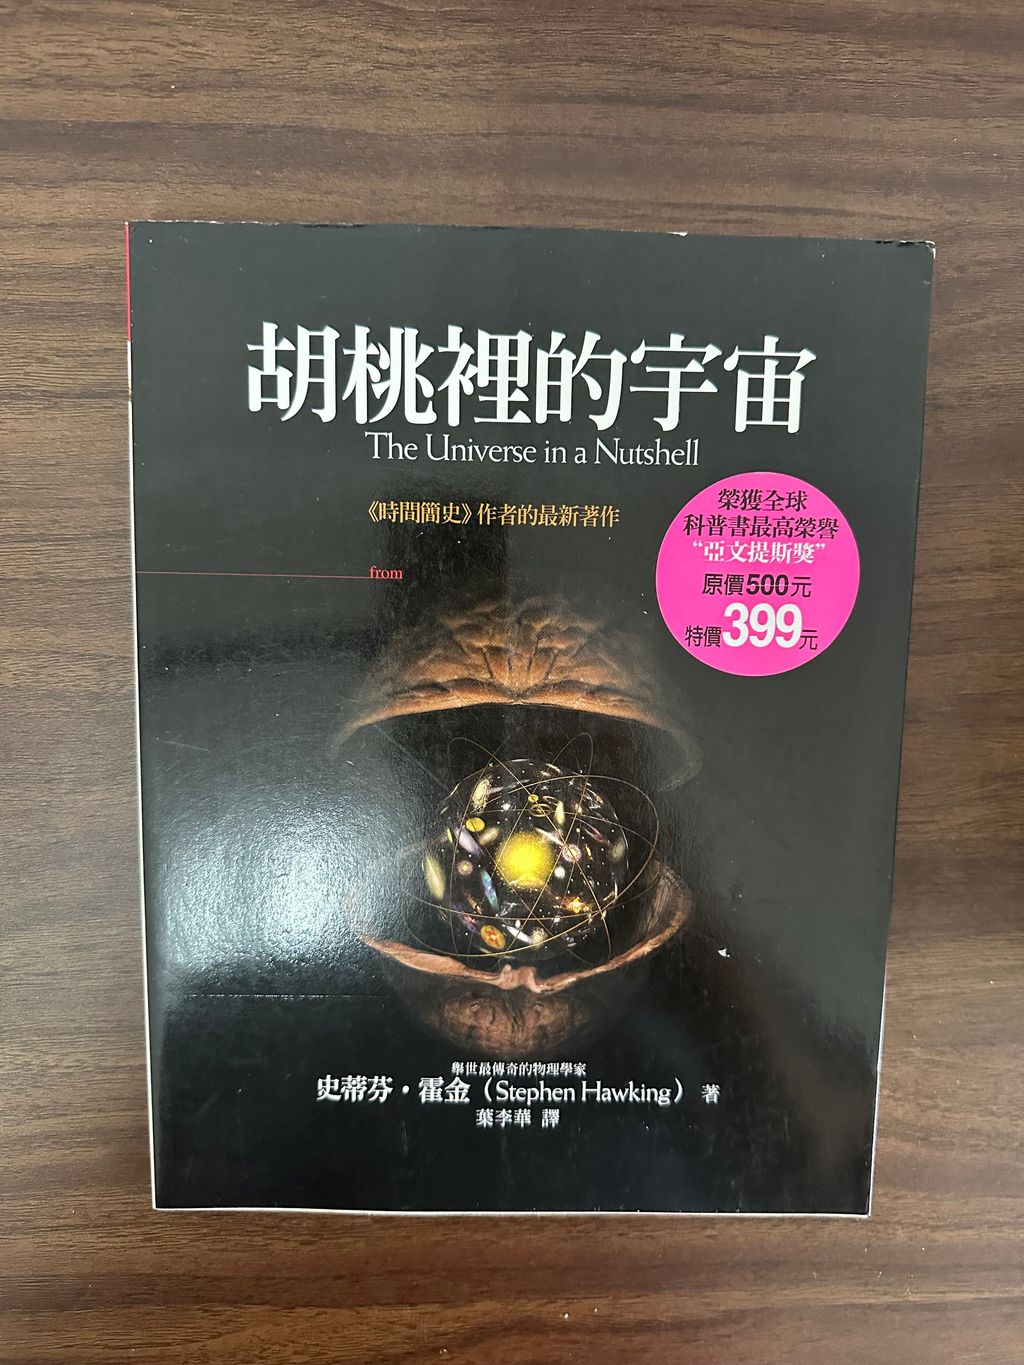 胡桃裡的宇宙
The Universe in a Nutshell
《時間簡史》作者的最新著作
from
榮獲全球
科普書最高榮譽
“亞文提斯獎”
原價500元
特價399元
舉世最傳奇的物理學家
史蒂芬・霍金（Stephen Hawking）著
葉李華 譯